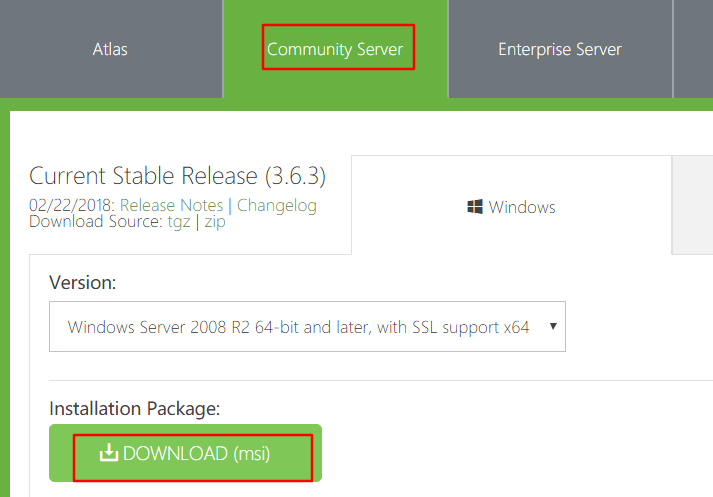 Atlas
Community Server
Enterprise Server
Current Stable Release (3.6.3)
02/22/2018: Release Notes | Changelog
Download Source: tgz | zip
Windows
Version:
Windows Server 2008 R2 64-bit and later, with SSL support x64
Installation Package:
DOWNLOAD (msi)